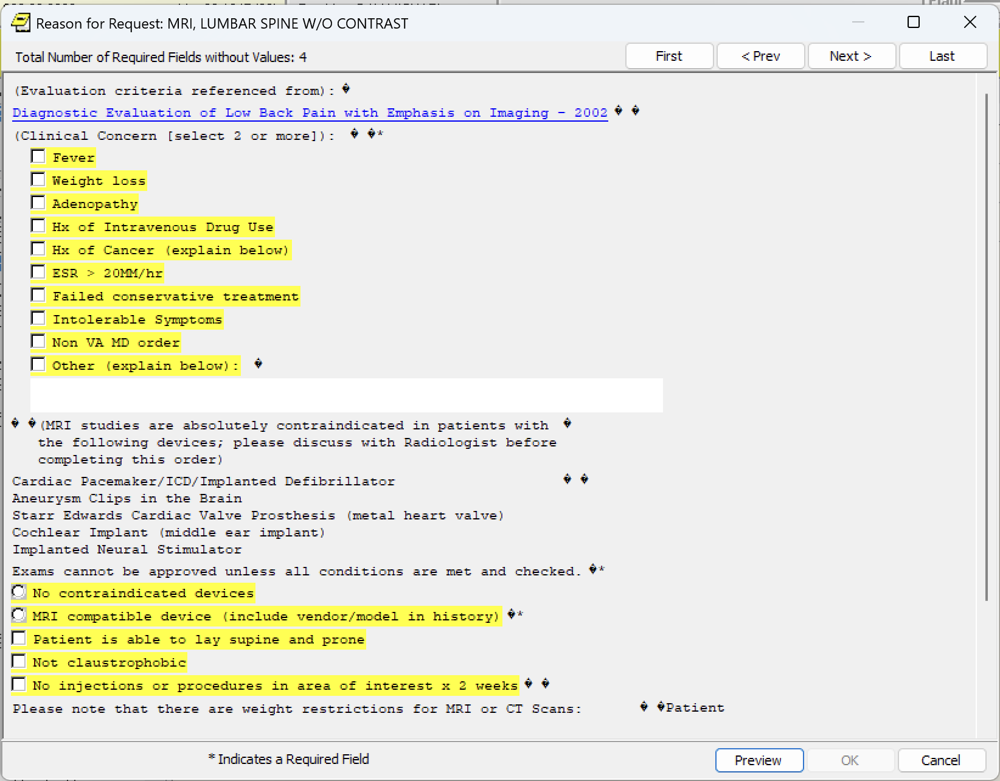 Reason for Request: MRI, LUMBAR SPINE W/O CONTRAST
Total Number of Required Fields without Values: 4
First
< Prev
Next >
Last
(Evaluation criteria referenced from): �
Diagnostic Evaluation of Low Back Pain with Emphasis on Imaging - 2002 � �
(Clinical Concern [select 2 or more]): � �*
Fever
Weight loss
Adenopathy
Hx of Intravenous Drug Use
Hx of Cancer (explain below)
ESR > 20MM/hr
Failed conservative treatment
Intolerable Symptoms
Non VA MD order
Other (explain below): �
� �(MRI studies are absolutely contraindicated in patients with �
the following devices; please discuss with Radiologist before
completing this order)
Cardiac Pacemaker/ICD/Implanted Defibrillator � �
Aneurysm Clips in the Brain
Starr Edwards Cardiac Valve Prosthesis (metal heart valve)
Cochlear Implant (middle ear implant)
Implanted Neural Stimulator
Exams cannot be approved unless all conditions are met and checked. �*
No contraindicated devices
MRI compatible device (include vendor/model in history) �*
Patient is able to lay supine and prone
Not claustrophobic
No injections or procedures in area of interest x 2 weeks � �
Please note that there are weight restrictions for MRI or CT Scans: � �Patient
* Indicates a Required Field
Preview
OK
Cancel